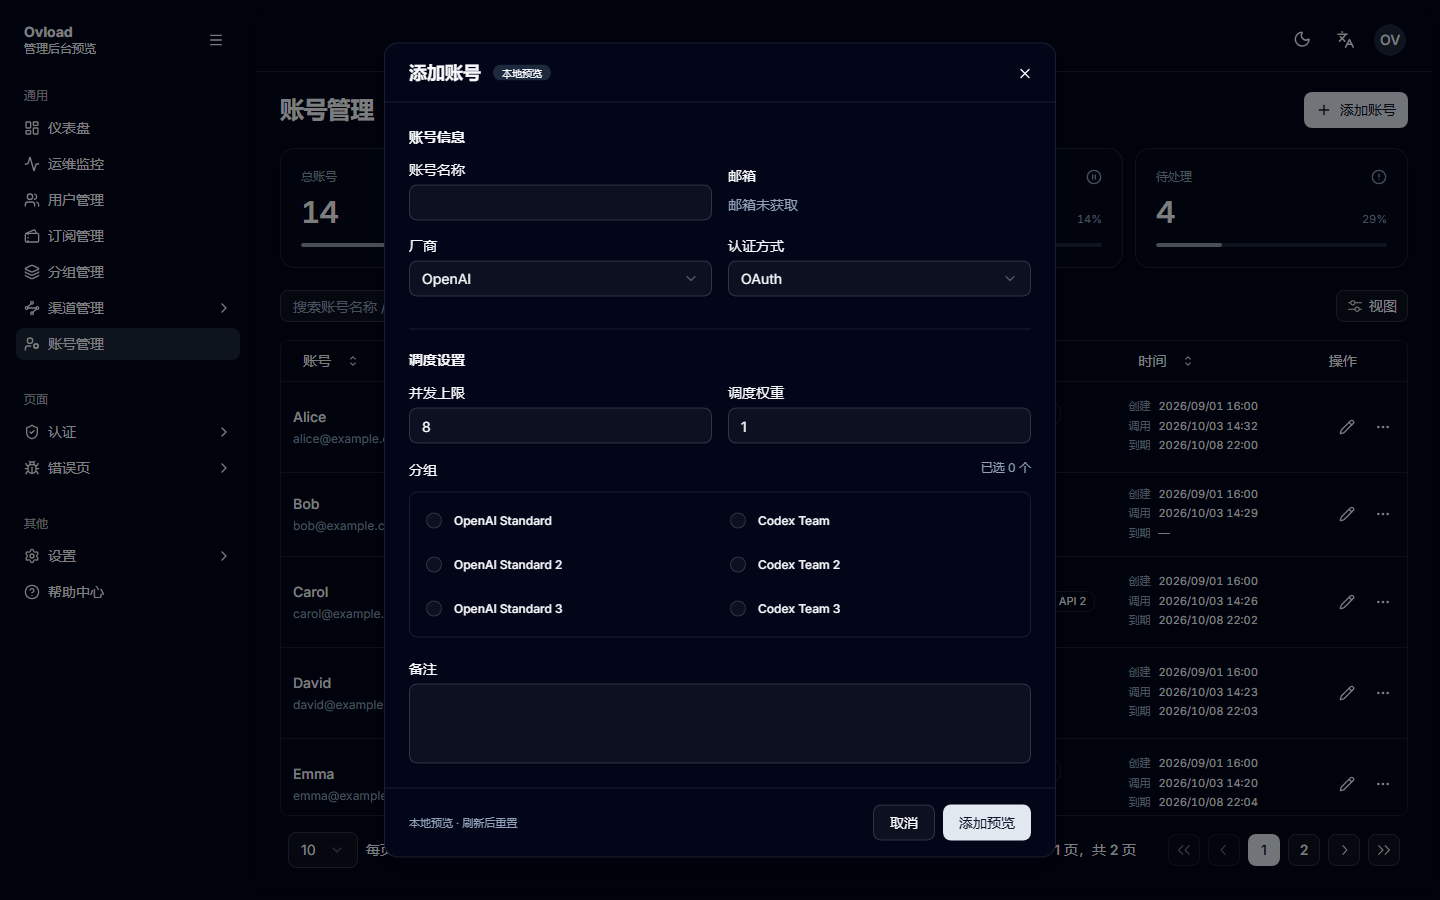 Ovload
管理后台预览
通用
仪表盘
运维监控
用户管理
订阅管理
分组管理
渠道管理
账号管理
页面
认证
错误页
其他
设置
帮助中心
OV
账号管理
添加账号
总账号
14
14%
待处理
4
29%
搜索账号名称 /
视图
账号
时间
操作
Alice
alice@example.c
创建 2026/09/01 16:00
调用 2026/10/03 14:32
到期 2026/10/08 22:00
Bob
bob@example.c
创建 2026/09/01 16:00
调用 2026/10/03 14:29
到期 —
Carol
carol@example.
API 2
创建 2026/09/01 16:00
调用 2026/10/03 14:26
到期 2026/10/08 22:02
David
david@example
创建 2026/09/01 16:00
调用 2026/10/03 14:23
到期 2026/10/08 22:03
Emma
emma@example
创建 2026/09/01 16:00
调用 2026/10/03 14:20
到期 2026/10/08 22:04
10
每页
1 页，共 2 页
1
2
添加账号
本地预览
账号信息
账号名称
邮箱
邮箱未获取
厂商
OpenAI
认证方式
OAuth
调度设置
并发上限
8
调度权重
1
分组
已选 0 个
OpenAI Standard
Codex Team
OpenAI Standard 2
Codex Team 2
OpenAI Standard 3
Codex Team 3
备注
本地预览 · 刷新后重置
取消
添加预览